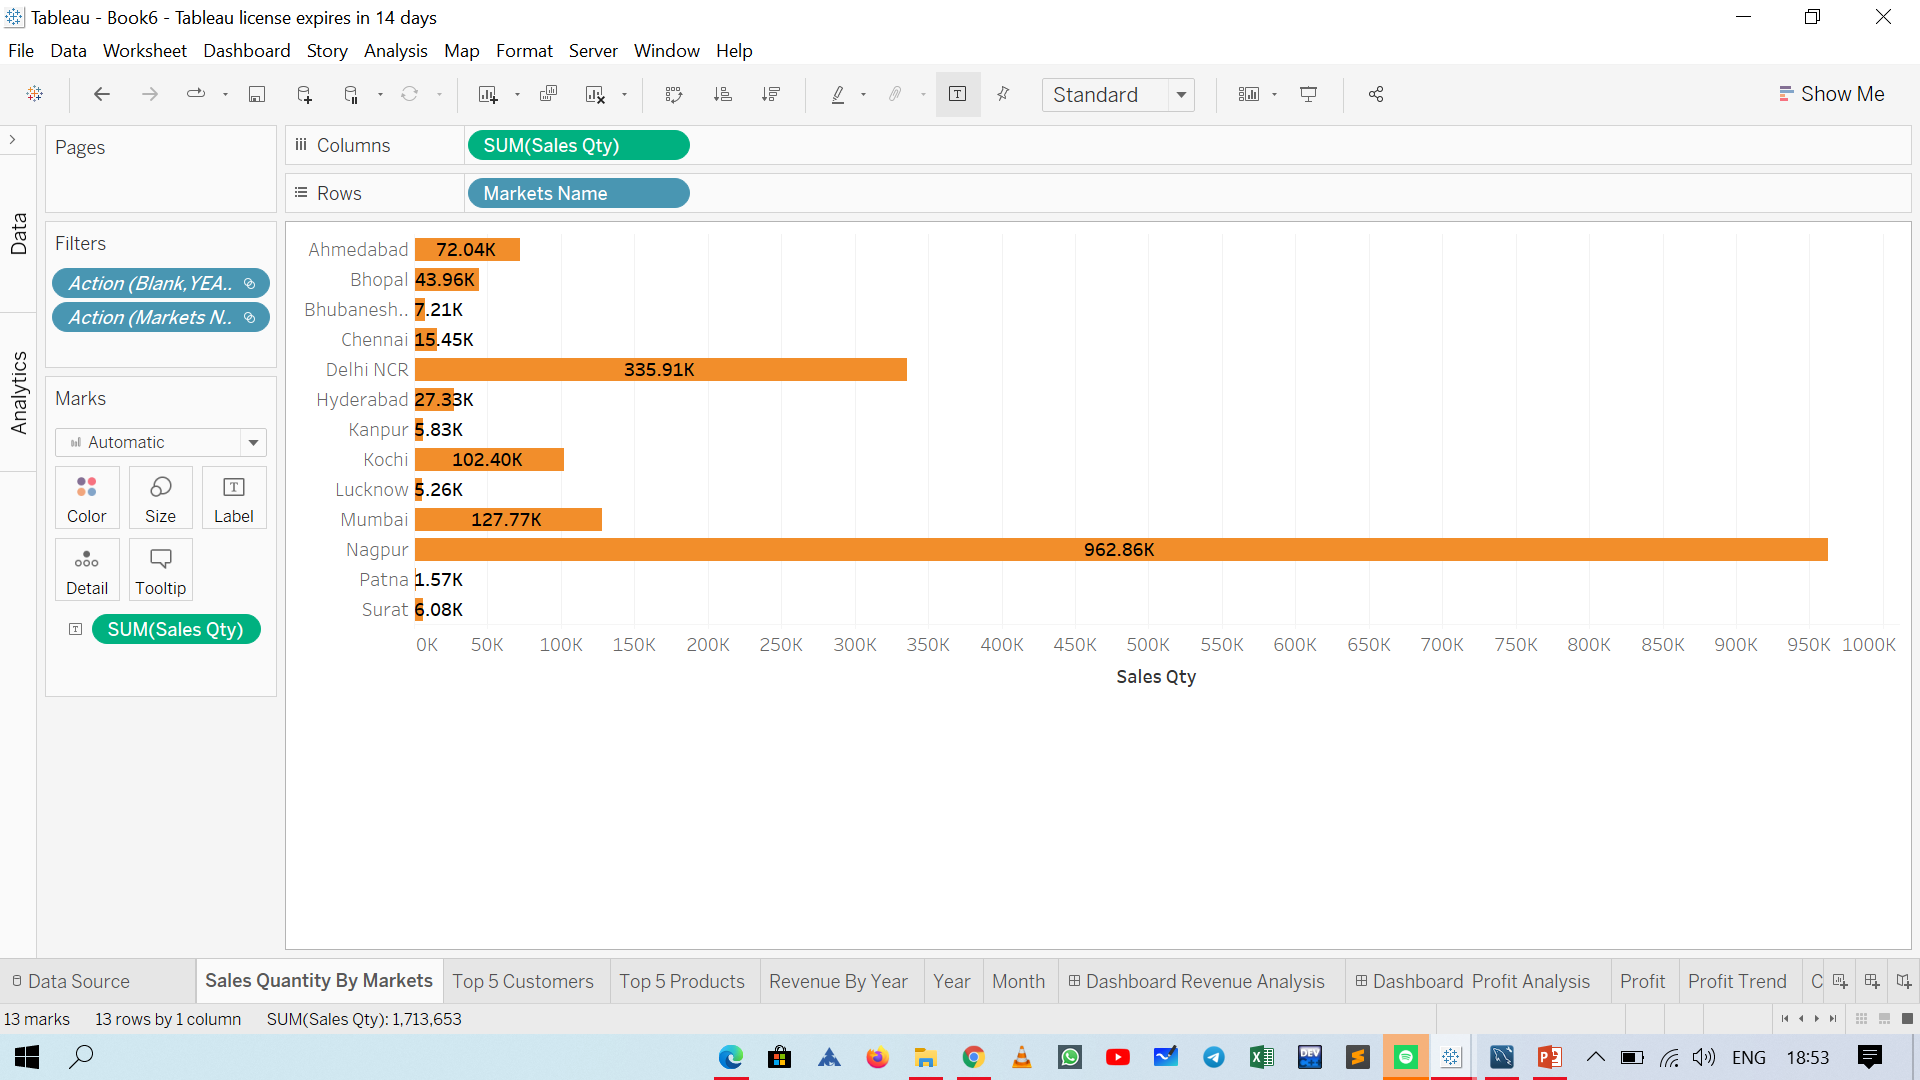 Tableau - Book6 - Tableau license expires in 14 days
File Data Worksheet Dashboard Story Analysis Map Format Server Window Help
Standard
Show Me
Pages
Columns
SUM(Sales Qty)
Rows
Markets Name
Data
Analytics
Filters
Action (Blank,YEA..
Action (Markets N..
Marks
Automatic
Color Size Label
Detail Tooltip
SUM(Sales Qty)
Ahmedabad 72.04K
Bhopal 43.96K
Bhubanesh.. 7.21K
Chennai 15.45K
Delhi NCR 335.91K
Hyderabad 27.33K
Kanpur 5.83K
Kochi 102.40K
Lucknow 5.26K
Mumbai 127.77K
Nagpur 962.86K
Patna 1.57K
Surat 6.08K
0K 50K 100K 150K 200K 250K 300K 350K 400K 450K 500K 550K 600K 650K 700K 750K 800K 850K 900K 950K 1000K
Sales Qty
Data Source Sales Quantity By Markets Top 5 Customers Top 5 Products Revenue By Year Year Month Dashboard Revenue Analysis Dashboard Profit Analysis Profit Profit Trend C
13 marks 13 rows by 1 column SUM(Sales Qty): 1,713,653
DEV
ENG 18:53